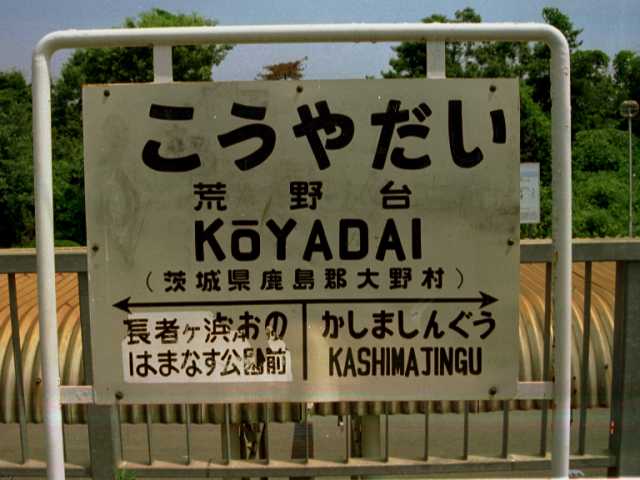 こうやだい
荒野台
KōYADAI
(茨城県鹿島郡大野村)
長者ヶ浜おおの かしましんぐう
はまなす公園前 KASHIMAJINGU